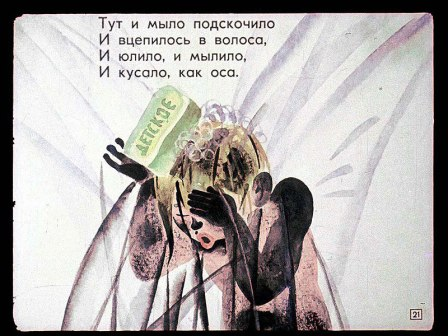 Тут и мыло подскочило
И вцепилось в волоса,
И юлило, и мылило,
И кусало, как оса.
ДЕТСКОЕ
21